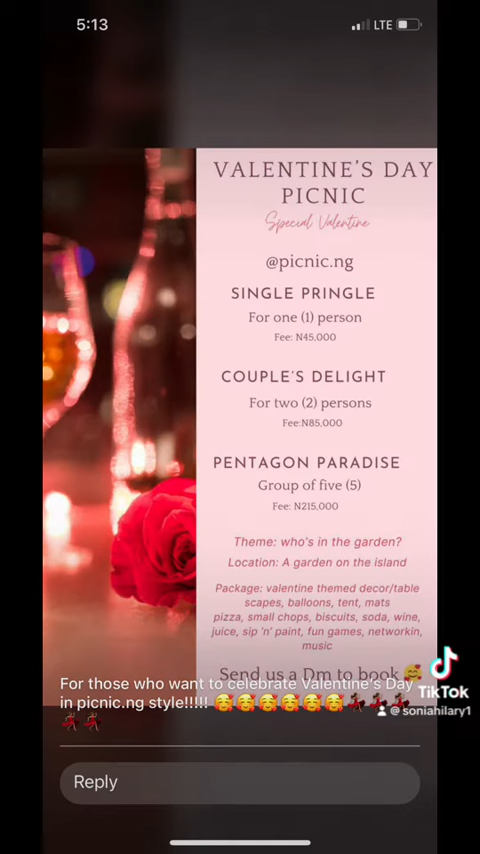 5:13
LTE
VALENTINE'S DAY
PICNIC
Special Valentine
@picnic.ng
SINGLE PRINGLE
For one (1) person
Fee: N45,000
COUPLE'S DELIGHT
For two (2) persons
Fee:N85,000
PENTAGON PARADISE
Group of five (5)
Fee: N215,000
Theme: who's in the garden?
Location: A garden on the island
Package: valentine themed decor/table
scapes, balloons, tent, mats
pizza, small chops, biscuits, soda, wine,
juice, sip 'n' paint, fun games, networkin,
music
Send us a Dm to book 🥰
For those who want to celebrate Valentine's Day
in picnic.ng style!!!!! 🥰🥰🥰🥰🥰🥰💃💃💃
💃💃
TikTok
@soniahilary1
Reply